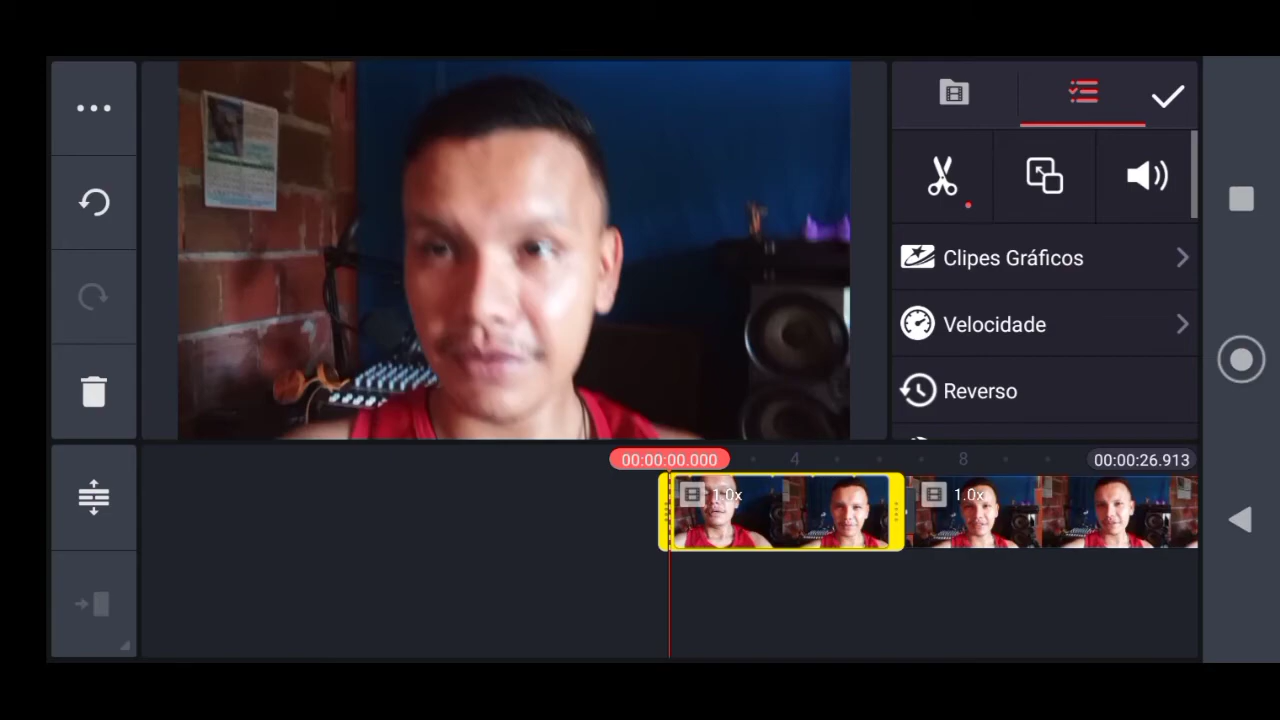 Clipes Gráficos
Velocidade
Reverso
00:00:00.000
4
8
00:00:26.913
1.0x
1.0x